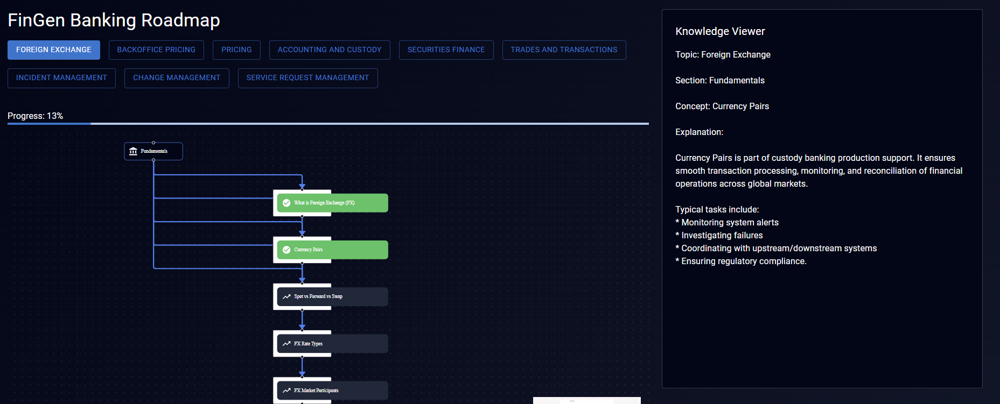 FinGen Banking Roadmap
FOREIGN EXCHANGE
BACKOFFICE PRICING
PRICING
ACCOUNTING AND CUSTODY
SECURITIES FINANCE
TRADES AND TRANSACTIONS
INCIDENT MANAGEMENT
CHANGE MANAGEMENT
SERVICE REQUEST MANAGEMENT
Progress: 13%
Fundamentals
What is Foreign Exchange (FX)
Currency Pairs
Spot vs Forward vs Swap
FX Rate Types
FX Market Participants
Knowledge Viewer
Topic: Foreign Exchange
Section: Fundamentals
Concept: Currency Pairs
Explanation:
Currency Pairs is part of custody banking production support. It ensures
smooth transaction processing, monitoring, and reconciliation of financial
operations across global markets.
Typical tasks include:
* Monitoring system alerts
* Investigating failures
* Coordinating with upstream/downstream systems
* Ensuring regulatory compliance.